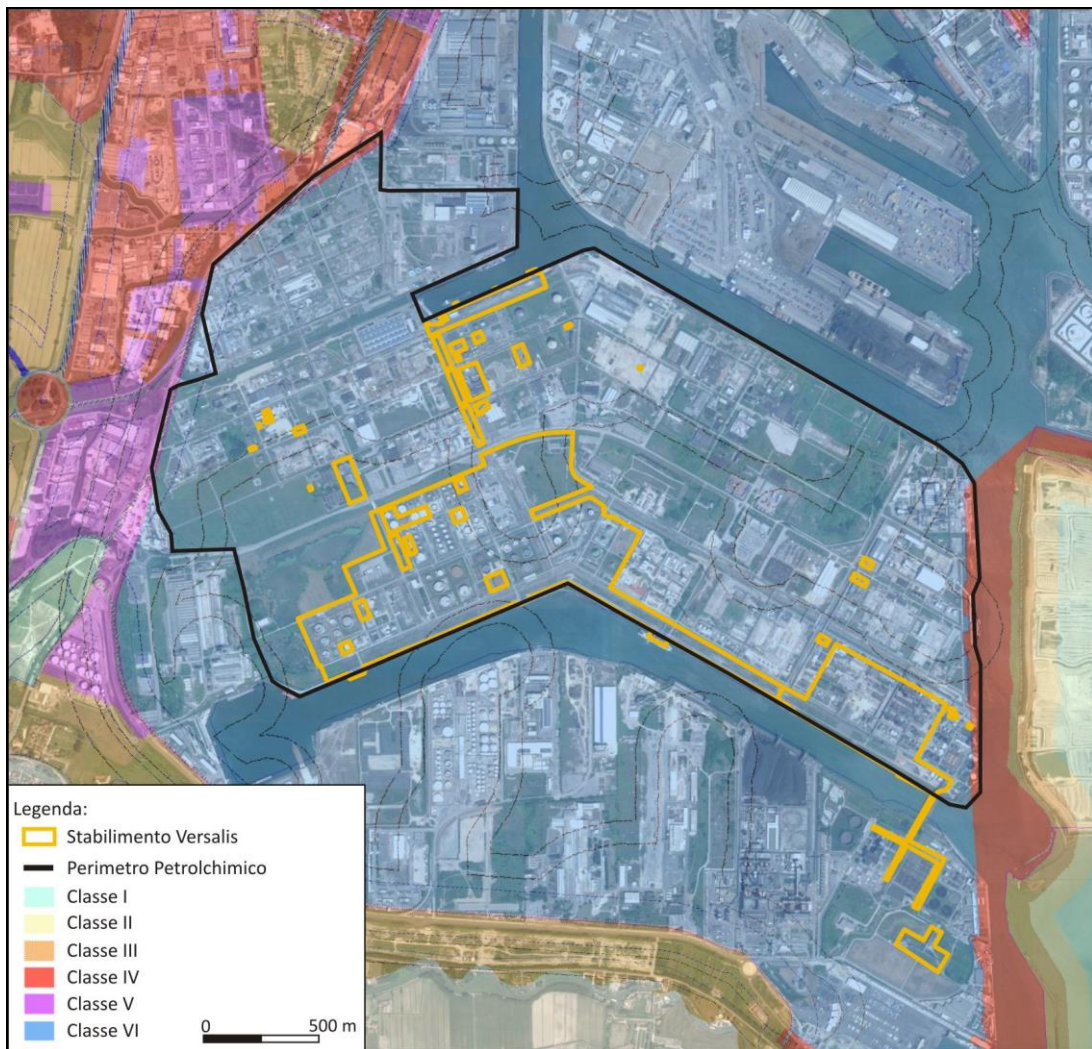 Legenda:
Stabilimento Versalis
Perimetro Petrolchimico
Classe I
Classe II
Classe III
Classe IV
Classe V
Classe VI
0 500 m